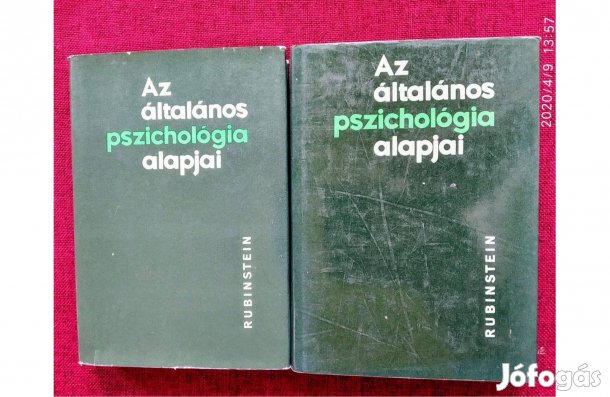 Az
általános
pszichológia
alapjai
RUBINSTEIN
Az
általános
pszichológia
alapjai
RUBINSTEIN
2020/4/9 13:57
Jófogás